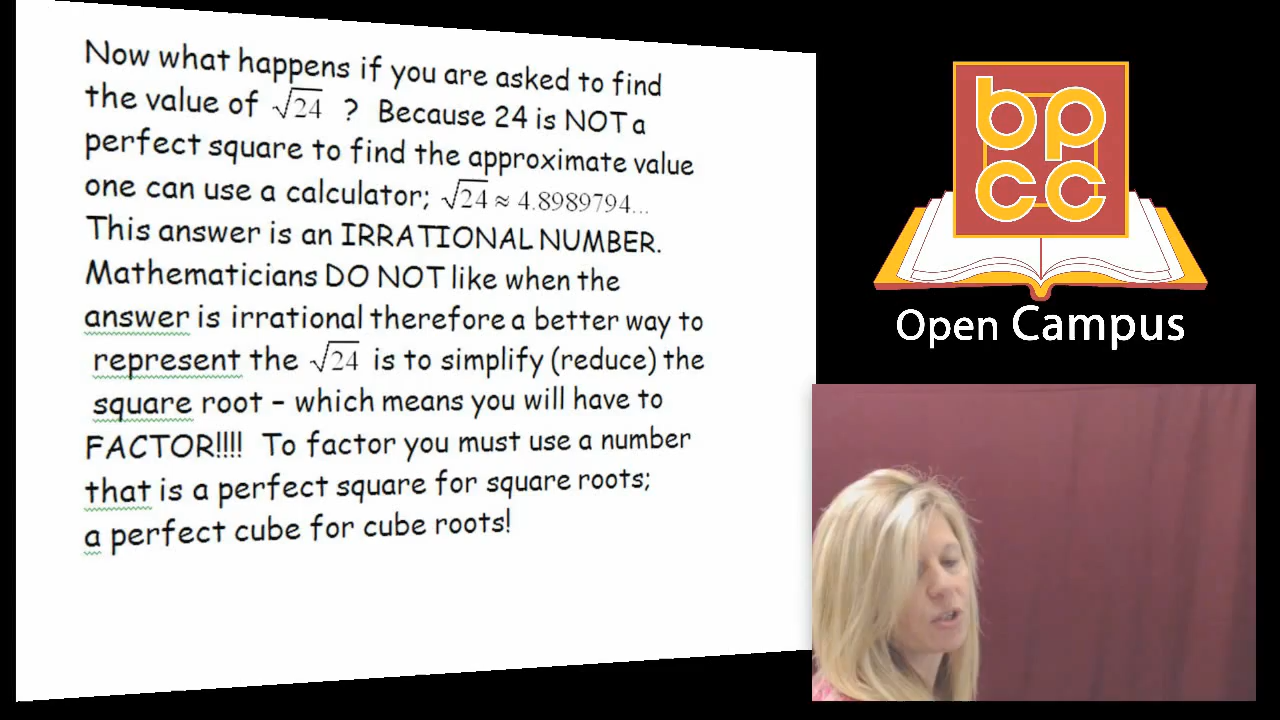 Now what happens if you are asked to find
the value of √24 ? Because 24 is NOT a
perfect square to find the approximate value
one can use a calculator; √24 ≈ 4.8989794...
This answer is an IRRATIONAL NUMBER.
Mathematicians DO NOT like when the
answer is irrational therefore a better way to
represent the √24 is to simplify (reduce) the
square root – which means you will have to
FACTOR!!!! To factor you must use a number
that is a perfect square for square roots;
a perfect cube for cube roots!
bp
cc
Open Campus